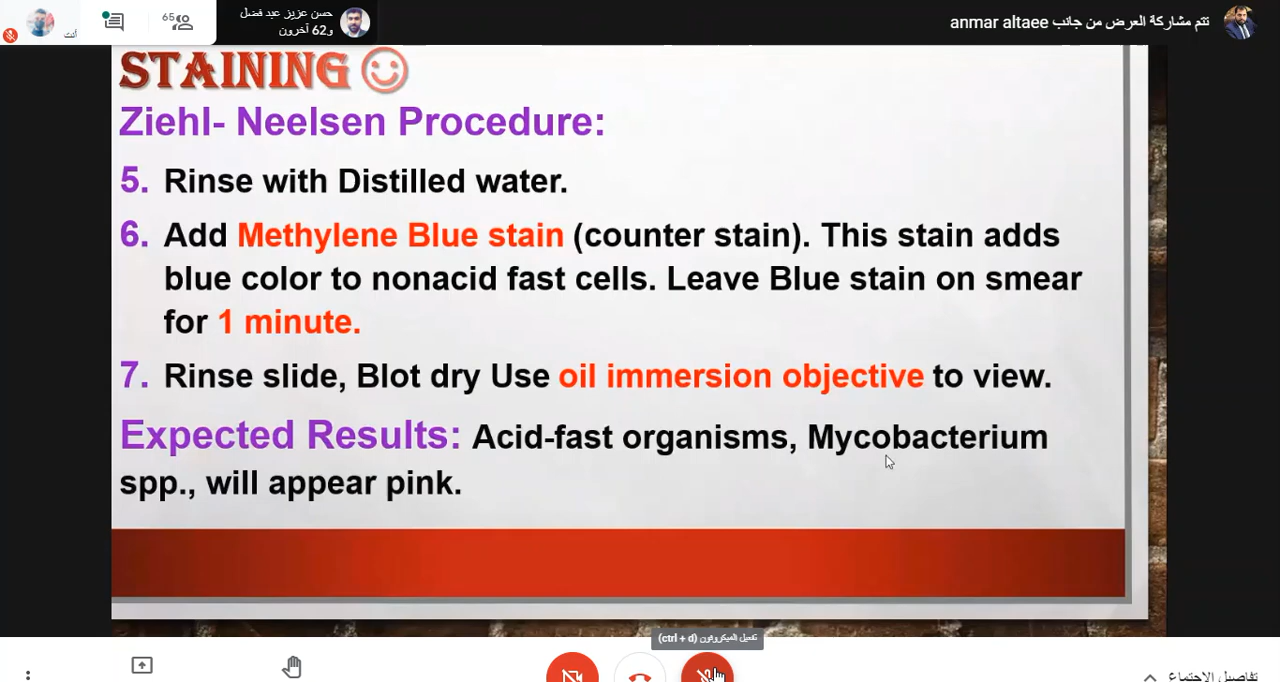 حسن عزيز عبد فضل
و62 آخرون
65
أنت
تتم مشاركة العرض من جانب anmar altaee
STAINING
Ziehl- Neelsen Procedure:
5. Rinse with Distilled water.
6. Add Methylene Blue stain (counter stain). This stain adds
blue color to nonacid fast cells. Leave Blue stain on smear
for 1 minute.
7. Rinse slide, Blot dry Use oil immersion objective to view.
Expected Results: Acid-fast organisms, Mycobacterium
spp., will appear pink.
تفعيل الميكروفون (ctrl + d)
تفاصيل الاجتماع